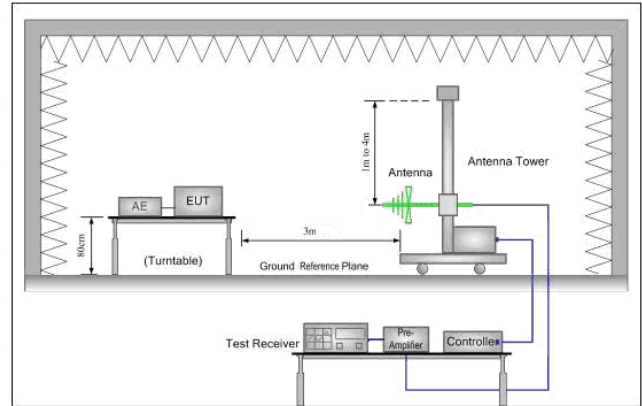 1m to 4m
Antenna
Antenna Tower
AE
EUT
80cm
(Turntable)
3m
Ground Reference Plane
Test Receiver
Pre-
Amplifier
Controller